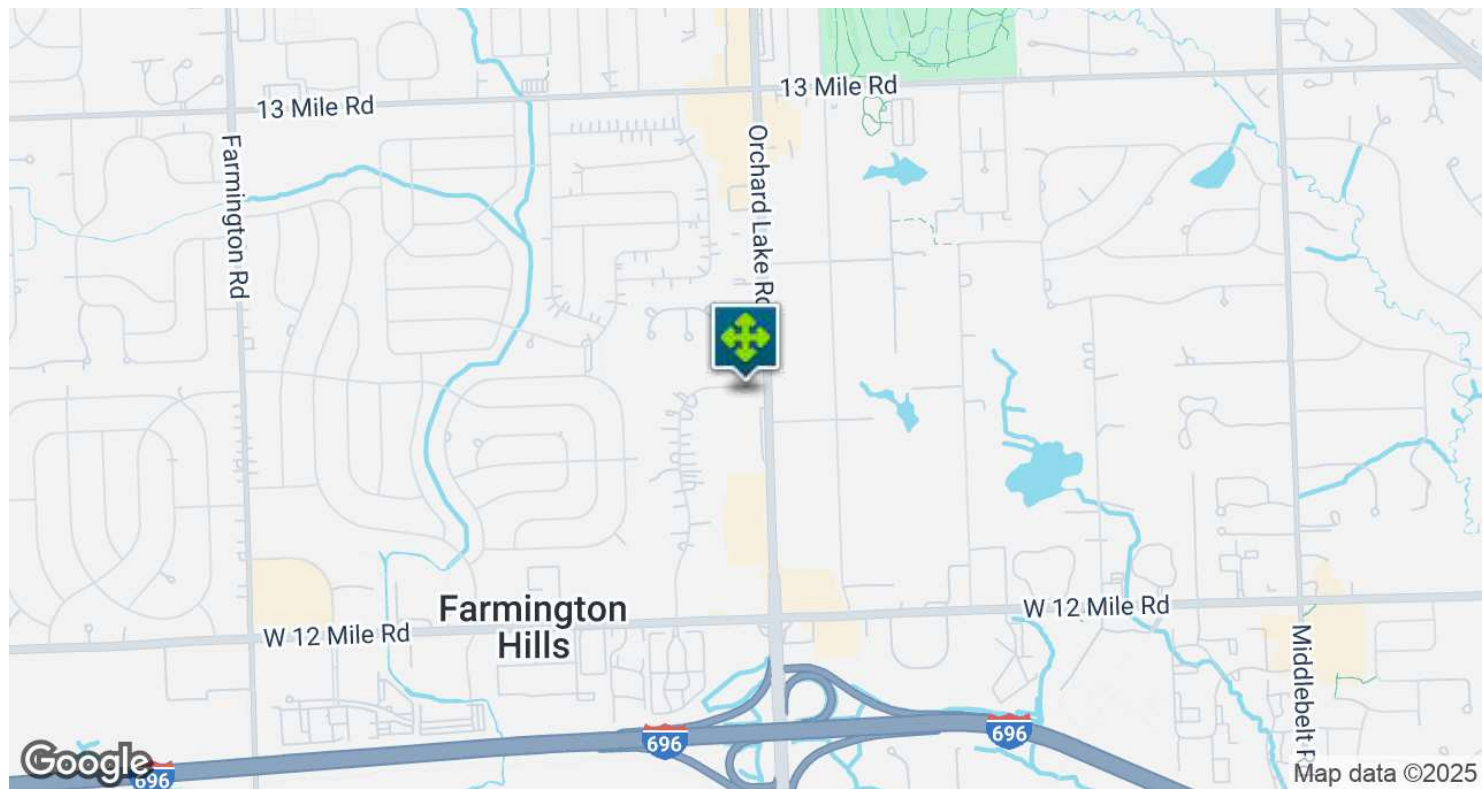 13 Mile Rd
13 Mile Rd
Farmington Rd
Orchard Lake Rd
Farmington
Hills
W 12 Mile Rd
W 12 Mile Rd
Middlebelt Rd
696
696
696
Google
Map data ©2025